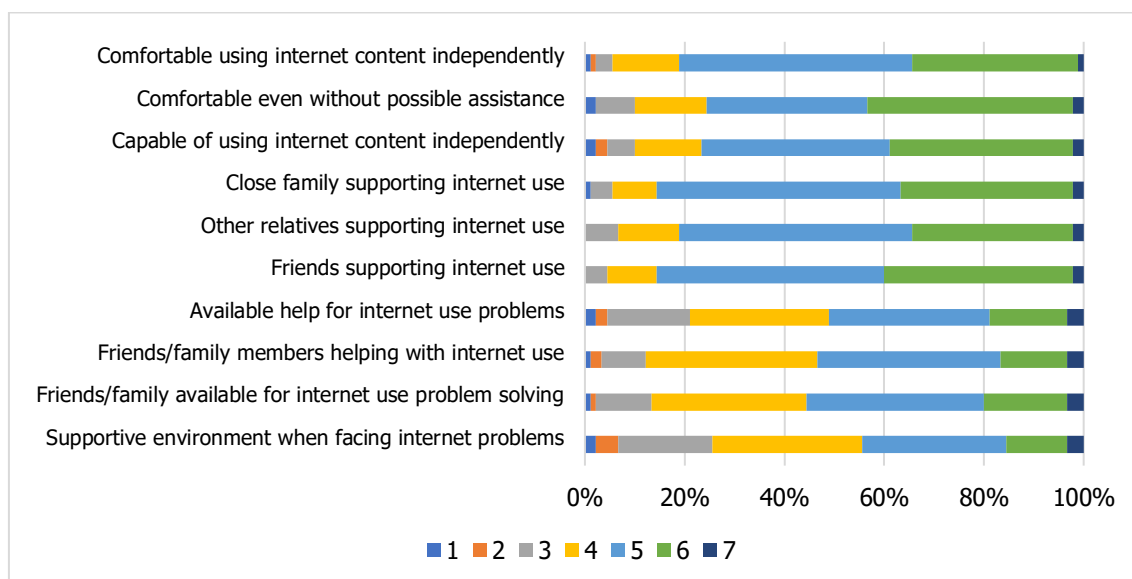 Comfortable using internet content independently
Comfortable even without possible assistance
Capable of using internet content independently
Close family supporting internet use
Other relatives supporting internet use
Friends supporting internet use
Available help for internet use problems
Friends/family members helping with internet use
Friends/family available for internet use problem solving
Supportive environment when facing internet problems
0% 20% 40% 60% 80% 100%
1 2 3 4 5 6 7